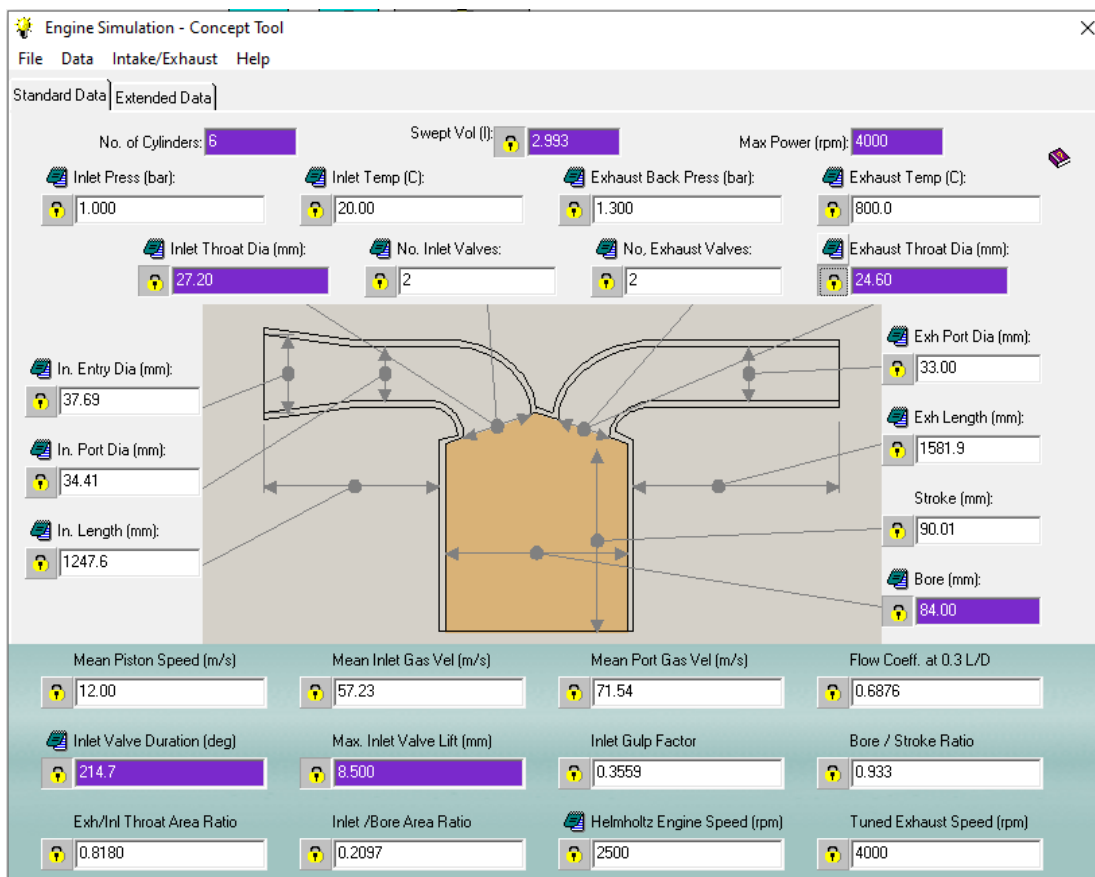 Engine Simulation - Concept Tool
File Data Intake/Exhaust Help
Standard Data Extended Data
No. of Cylinders: 6 Swept Vol (l): 2.993 Max Power (rpm): 4000
Inlet Press (bar): Inlet Temp (C): Exhaust Back Press (bar): Exhaust Temp (C):
1.000 20.00 1.300 800.0
Inlet Throat Dia (mm): No. Inlet Valves: No, Exhaust Valves: Exhaust Throat Dia (mm):
27.20 2 2 24.60
Exh Port Dia (mm):
33.00
In. Entry Dia (mm):
37.69
Exh Length (mm):
1581.9
In. Port Dia (mm):
34.41
Stroke (mm):
90.01
In. Length (mm):
1247.6
Bore (mm):
84.00
Mean Piston Speed (m/s) Mean Inlet Gas Vel (m/s) Mean Port Gas Vel (m/s) Flow Coeff. at 0.3 L/D
12.00 57.23 71.54 0.6876
Inlet Valve Duration (deg) Max. Inlet Valve Lift (mm) Inlet Gulp Factor Bore / Stroke Ratio
214.7 8.500 0.3559 0.933
Exh/Inl Throat Area Ratio Inlet /Bore Area Ratio Helmholtz Engine Speed (rpm) Tuned Exhaust Speed (rpm)
0.8180 0.2097 2500 4000